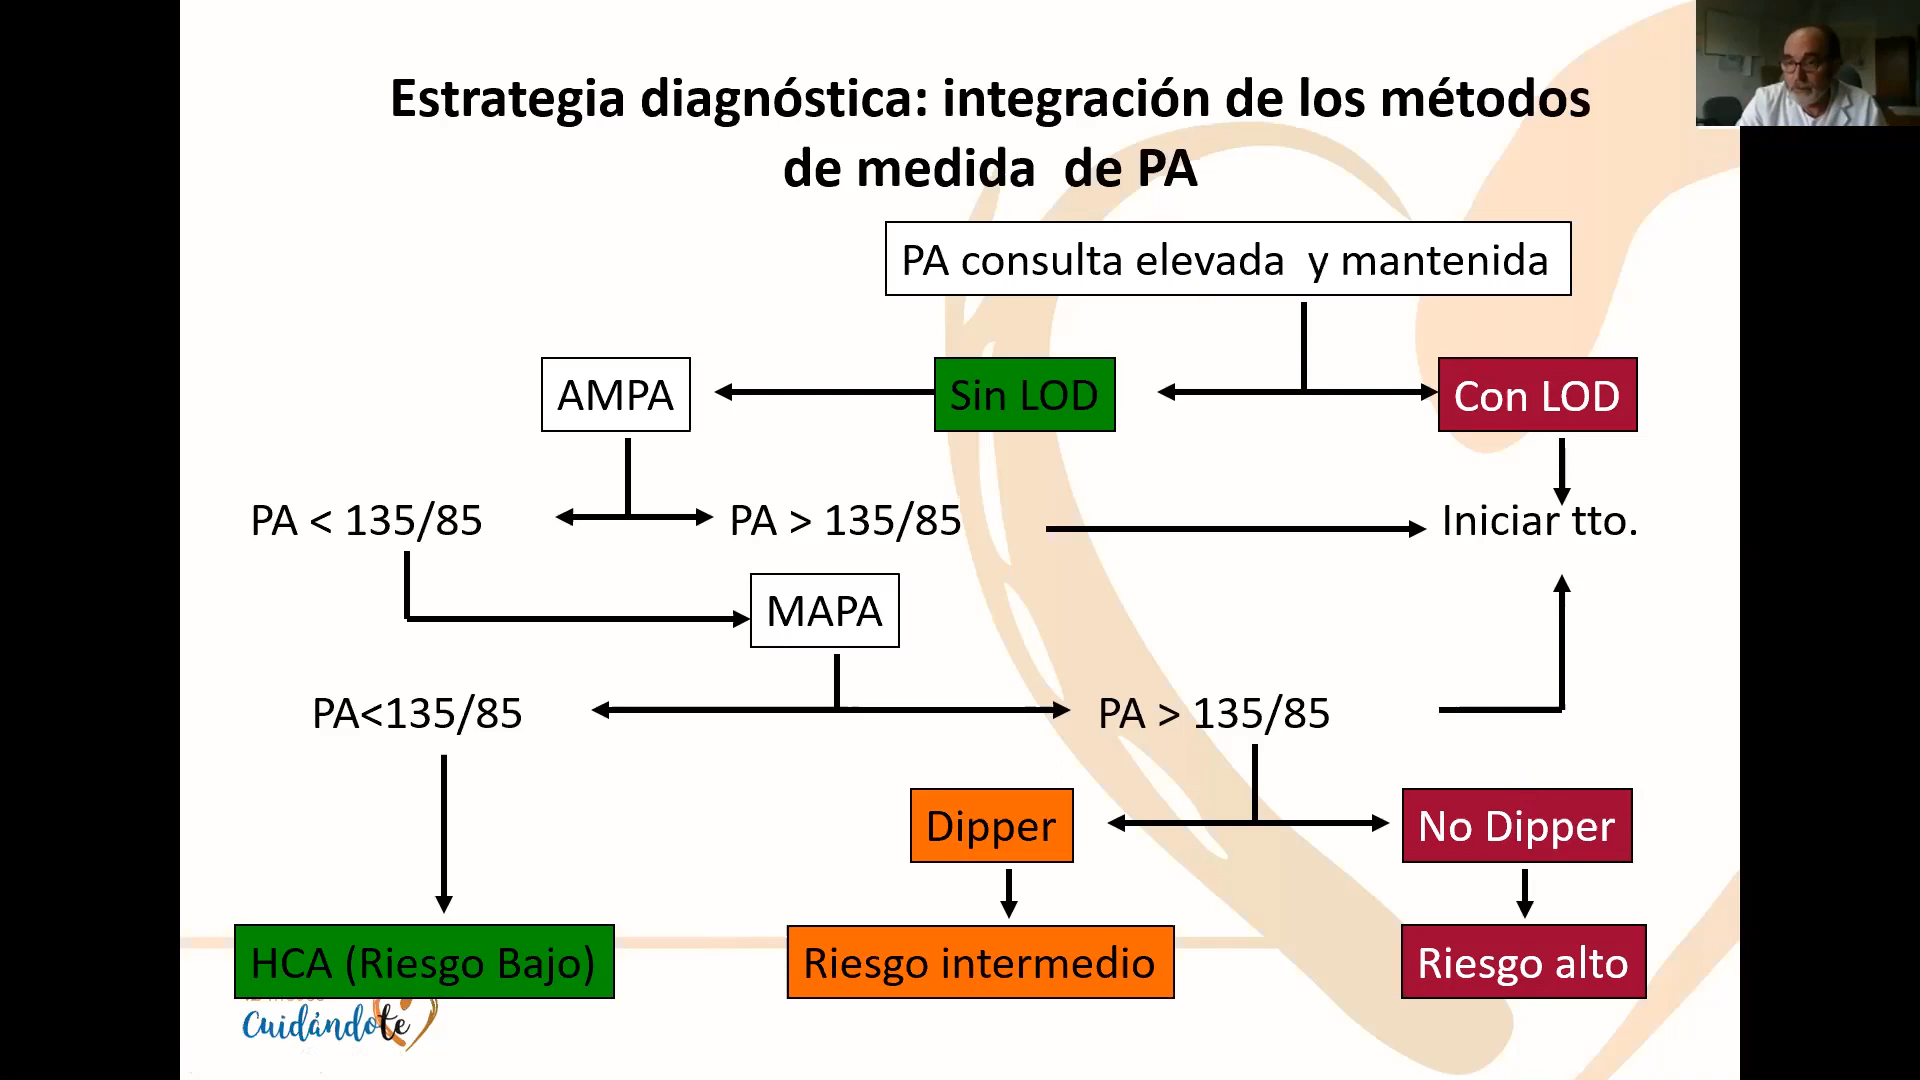 Estrategia diagnóstica: integración de los métodos
de medida de PA
PA consulta elevada y mantenida
AMPA
Sin LOD
Con LOD
PA < 135/85
PA > 135/85
Iniciar tto.
MAPA
PA<135/85
PA > 135/85
Dipper
No Dipper
HCA (Riesgo Bajo)
Riesgo intermedio
Riesgo alto
Cuidándote